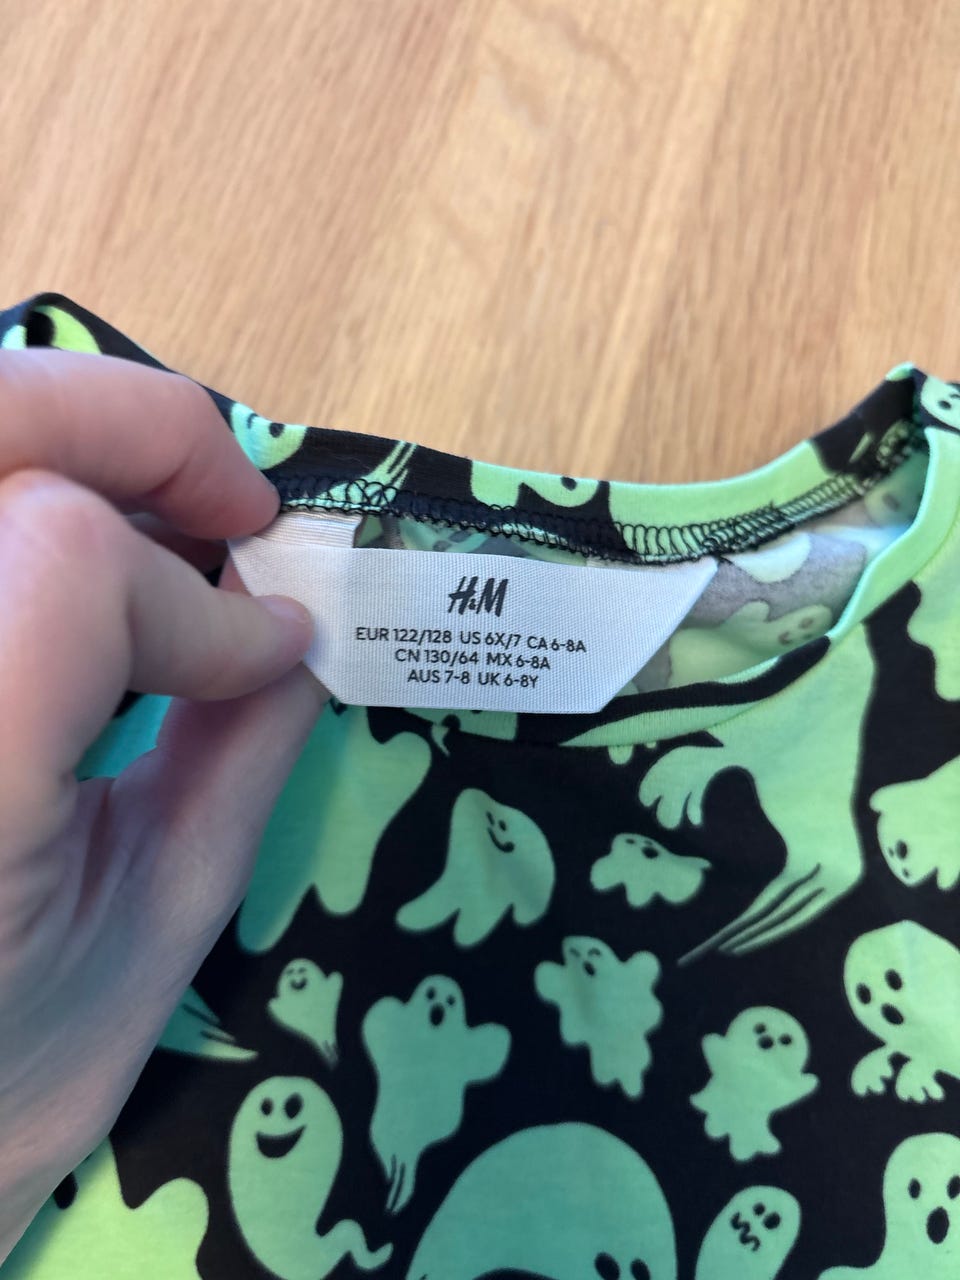 H&M
EUR 122/128 US 6X/7 CA 6-8A
CN 130/64 MX 6-8A
AUS 7-8 UK 6-8Y